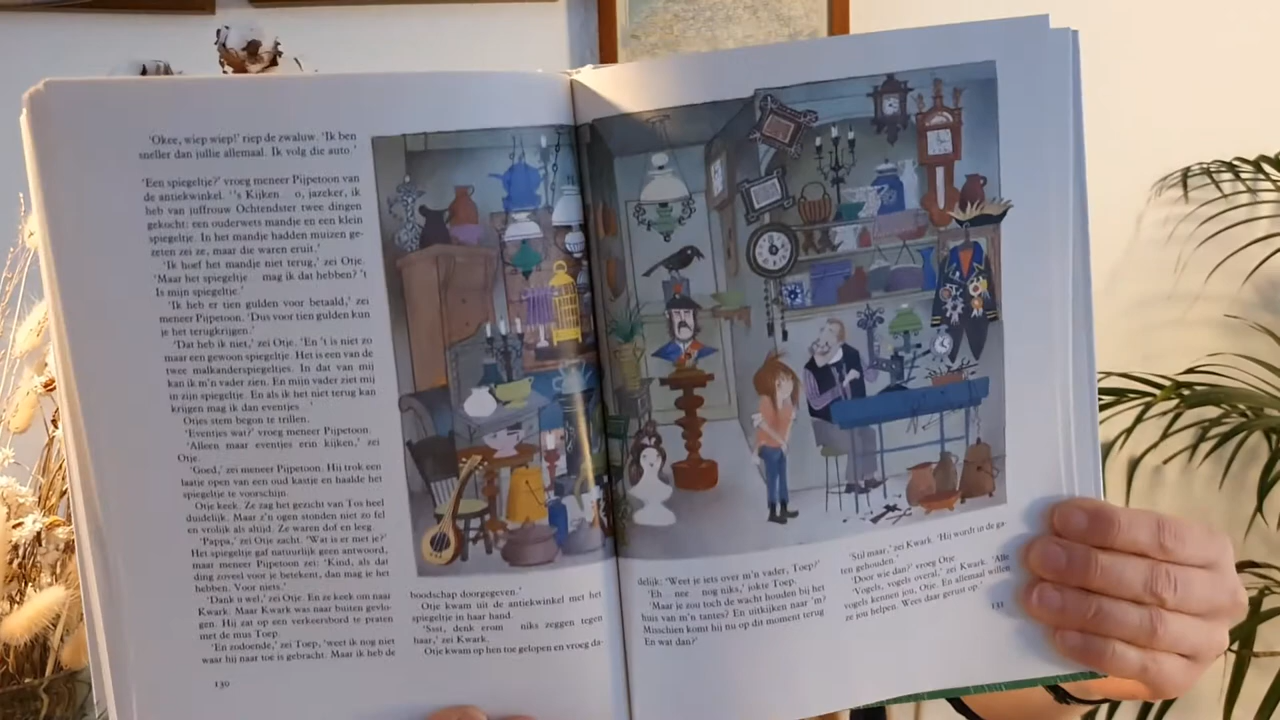 'Okee, wiep wiep!' riep de zwaluw. 'Ik ben
sneller dan jullie allemaal. Ik volg die auto.'
'Een spiegeltje?' vroeg meneer Pijpetoon van
de antiekwinkel. ''s Kijken... o, jazeker, ik
heb van juffrouw Ochtendster twee dingen
gekocht: een ouderwets mandje en een klein
spiegeltje. In het mandje hadden muizen ge-
zeten zei ze, maar die waren eruit.'
'Ik hoef het mandje niet terug,' zei Otje.
'Maar het spiegeltje... mag ik dat hebben? 't
Is mijn spiegeltje.'
'Ik heb er tien gulden voor betaald,' zei
meneer Pijpetoon. 'Dus voor tien gulden kun
je het terugkrijgen.'
'Dat heb ik niet,' zei Otje. 'En 't is niet zo
maar een gewoon spiegeltje. Het is een van de
twee malkanderspiegeltjes. In dat van mij
kan ik m'n vader zien. En mijn vader ziet mij
in zijn spiegeltje. En als ik het niet terug kan
krijgen mag ik dan eventjes...'
Otjes stem begon te trillen.
'Eventjes wat?' vroeg meneer Pijpetoon.
'Alleen maar eventjes erin kijken,' zei
Otje.
'Goed,' zei meneer Pijpetoon. Hij trok een
laatje open van een oud kastje en haalde het
spiegeltje te voorschijn.
Otje keek. Ze zag het gezicht van Tos heel
duidelijk. Maar z'n ogen stonden niet zo fel
en vrolijk als altijd. Ze waren dof en leeg.
'Pappa,' zei Otje zacht. 'Wat is er met je?'
Het spiegeltje gaf natuurlijk geen antwoord,
maar meneer Pijpetoon zei: 'Kind, als dat
ding zoveel voor je betekent, dan mag je het
hebben. Voor niets.'
'Dank u wel,' zei Otje. En ze keek om naar
Kwark. Maar Kwark was naar buiten gevlo-
gen. Hij zat op een verkeersbord te praten
met de mus Toep.
'En zodoende,' zei Toep, 'weet ik nog niet
waar hij naar toe is gebracht. Maar ik heb de
130
boodschap doorgegeven.'
Otje kwam uit de antiekwinkel met het
spiegeltje in haar hand.
'Ssst, denk erom... niks zeggen tegen
haar,' zei Kwark.
Otje kwam op hen toe gelopen en vroeg da-
delijk: 'Weet je iets over m'n vader, Toep?'
'Eh... nee... nog niks,' jokte Toep.
'Maar je zou toch de wacht houden bij het
huis van m'n tantes? En uitkijken naar 'm?
Misschien komt hij nu op dit moment terug.
En wat dan?'
'Stil maar,' zei Kwark. 'Hij wordt in de ga-
ten gehouden.'
'Door wie dan?' vroeg Otje.
'Vogels, vogels overal,' zei Kwark. 'Alle
vogels kennen jou, Otje. En allemaal willen
ze jou helpen. Wees daar gerust op.'
131